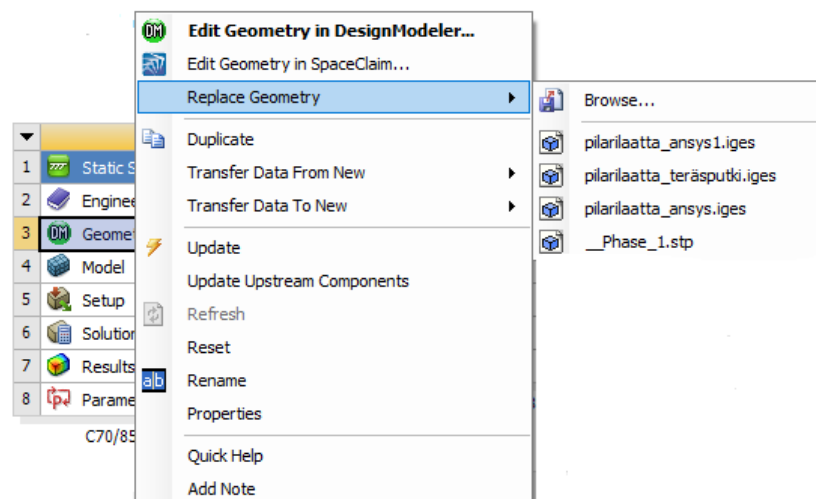 DM Edit Geometry in DesignModeler...
Edit Geometry in SpaceClaim...
Replace Geometry
Browse...
Duplicate
pilarilaatta_ansys1.iges
Transfer Data From New
pilarilaatta_teräsputki.iges
Transfer Data To New
pilarilaatta_ansys.iges
__Phase_1.stp
Update
Update Upstream Components
Refresh
Reset
a|b Rename
Properties
Quick Help
Add Note
1 Static S
2 Enginee
3 DM Geomet
4 Model
5 Setup
6 Solution
7 Results
8 Parame
C70/85